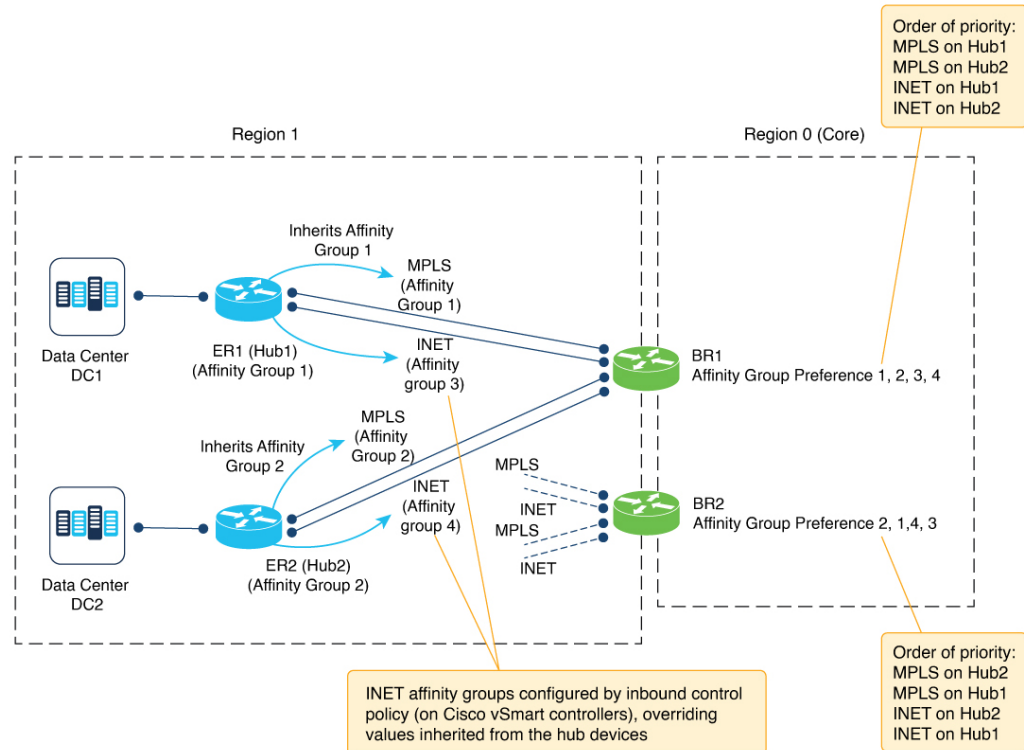 Order of priority:
MPLS on Hub1
MPLS on Hub2
INET on Hub1
INET on Hub2
Region 1
Region 0 (Core)
Inherits Affinity
Group 1
MPLS
(Affinity
Group 1)
Data Center
DC1
ER1 (Hub1)
(Affinity Group 1)
INET
(Affinity
group 3)
BR1
Affinity Group Preference 1, 2, 3, 4
Inherits Affinity
Group 2
MPLS
(Affinity
Group 2)
INET
(Affinity
group 4)
MPLS
INET
MPLS
INET
BR2
Affinity Group Preference 2, 1,4, 3
Data Center
DC2
ER2 (Hub2)
(Affinity Group 2)
INET affinity groups configured by inbound control
policy (on Cisco vSmart controllers), overriding
values inherited from the hub devices
Order of priority:
MPLS on Hub2
MPLS on Hub1
INET on Hub2
INET on Hub1